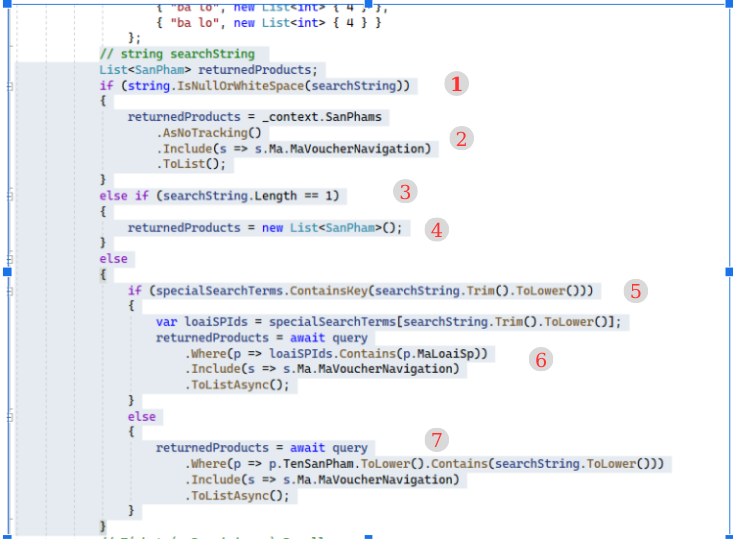 { "ba lo", new List<int> { 4 } },
{ "ba lo", new List<int> { 4 } }
};
// string searchString
List<SanPham> returnedProducts;
if (string.IsNullOrWhiteSpace(searchString)) 1
{
returnedProducts = _context.SanPhams
.AsNoTracking() 2
.Include(s => s.Ma.MaVoucherNavigation)
.ToList();
}
else if (searchString.Length == 1) 3
{
returnedProducts = new List<SanPham>(); 4
}
else
{
if (specialSearchTerms.ContainsKey(searchString.Trim().ToLower())) 5
{
var loaiSPIds = specialSearchTerms[searchString.Trim().ToLower()];
returnedProducts = await query
.Where(p => loaiSPIds.Contains(p.MaLoaiSp)) 6
.Include(s => s.Ma.MaVoucherNavigation)
.ToListAsync();
}
else
{
returnedProducts = await query 7
.Where(p => p.TenSanPham.ToLower().Contains(searchString.ToLower()))
.Include(s => s.Ma.MaVoucherNavigation)
.ToListAsync();
}
}